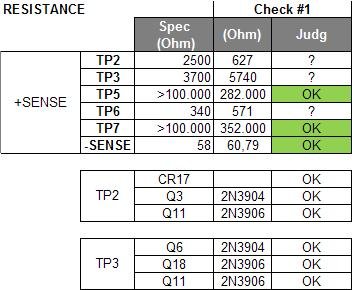 RESISTANCE Check #1
Spec (Ohm) (Ohm) Judg
+SENSE
TP2 2500 627 ?
TP3 3700 5740 ?
TP5 >100.000 282.000 OK
TP6 340 571 ?
TP7 >100.000 352.000 OK
-SENSE 58 60,79 OK
TP2
CR17 OK
Q3 2N3904 OK
Q11 2N3906 OK
TP3
Q6 2N3904 OK
Q18 2N3906 OK
Q11 2N3906 OK